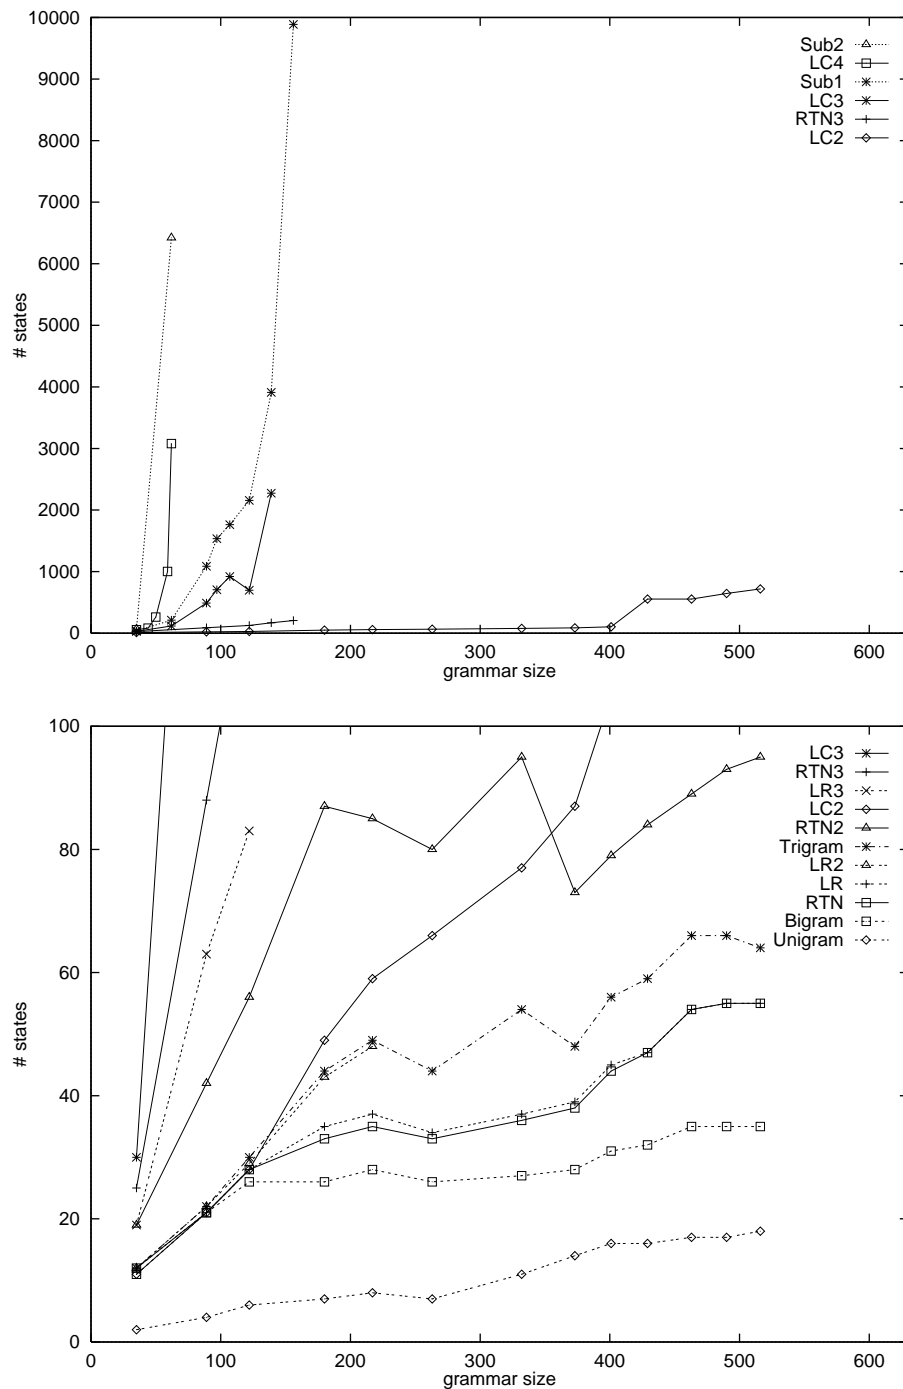 10000
9000
8000
7000
6000
5000
4000
3000
2000
1000
0
# states
Sub2
LC4
Sub1
LC3
RTN3
LC2
0 100 200 300 400 500 600
grammar size
100
80
60
40
20
0
# states
LC3
RTN3
LR3
LC2
RTN2
Trigram
LR2
LR
RTN
Bigram
Unigram
0 100 200 300 400 500 600
grammar size